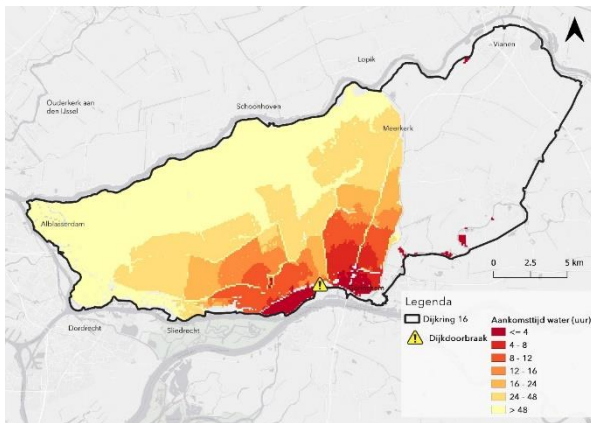 Vianen
Lopik
Ouderkerk aan
den IJssel
Schoonhoven
Meerkerk
Alblasserdam
Dordrecht
Sliedrecht
0 2.5 5 km
Legenda
Dijkring 16
Dijkdoorbraak
Aankomsttijd water (uur)
<= 4
4 - 8
8 - 12
12 - 16
16 - 24
24 - 48
> 48